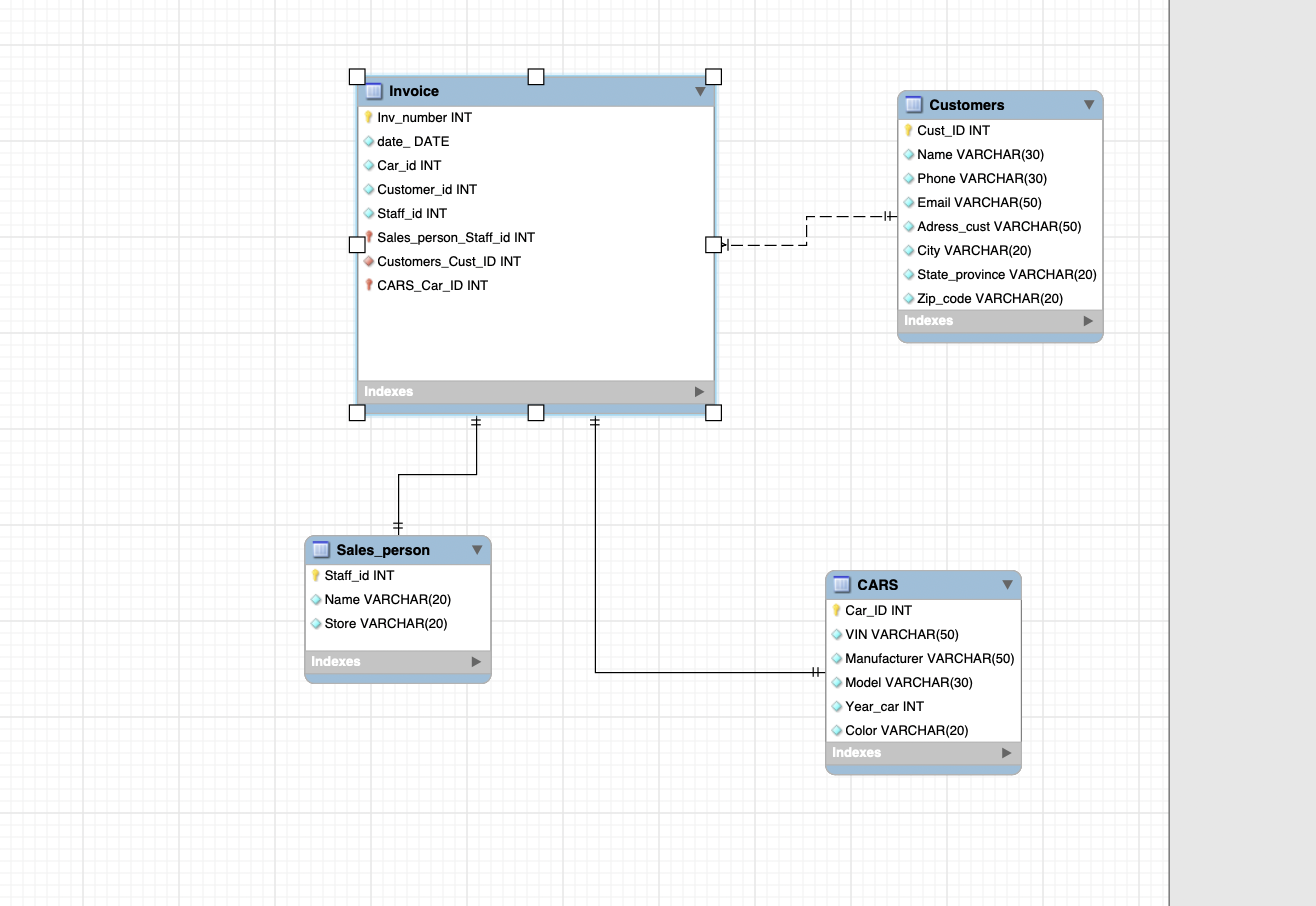 Invoice
Inv_number INT
date_ DATE
Car_id INT
Customer_id INT
Staff_id INT
Sales_person_Staff_id INT
Customers_Cust_ID INT
CARS_Car_ID INT
Indexes
Customers
Cust_ID INT
Name VARCHAR(30)
Phone VARCHAR(30)
Email VARCHAR(50)
Adress_cust VARCHAR(50)
City VARCHAR(20)
State_province VARCHAR(20)
Zip_code VARCHAR(20)
Indexes
Sales_person
Staff_id INT
Name VARCHAR(20)
Store VARCHAR(20)
Indexes
CARS
Car_ID INT
VIN VARCHAR(50)
Manufacturer VARCHAR(50)
Model VARCHAR(30)
Year_car INT
Color VARCHAR(20)
Indexes